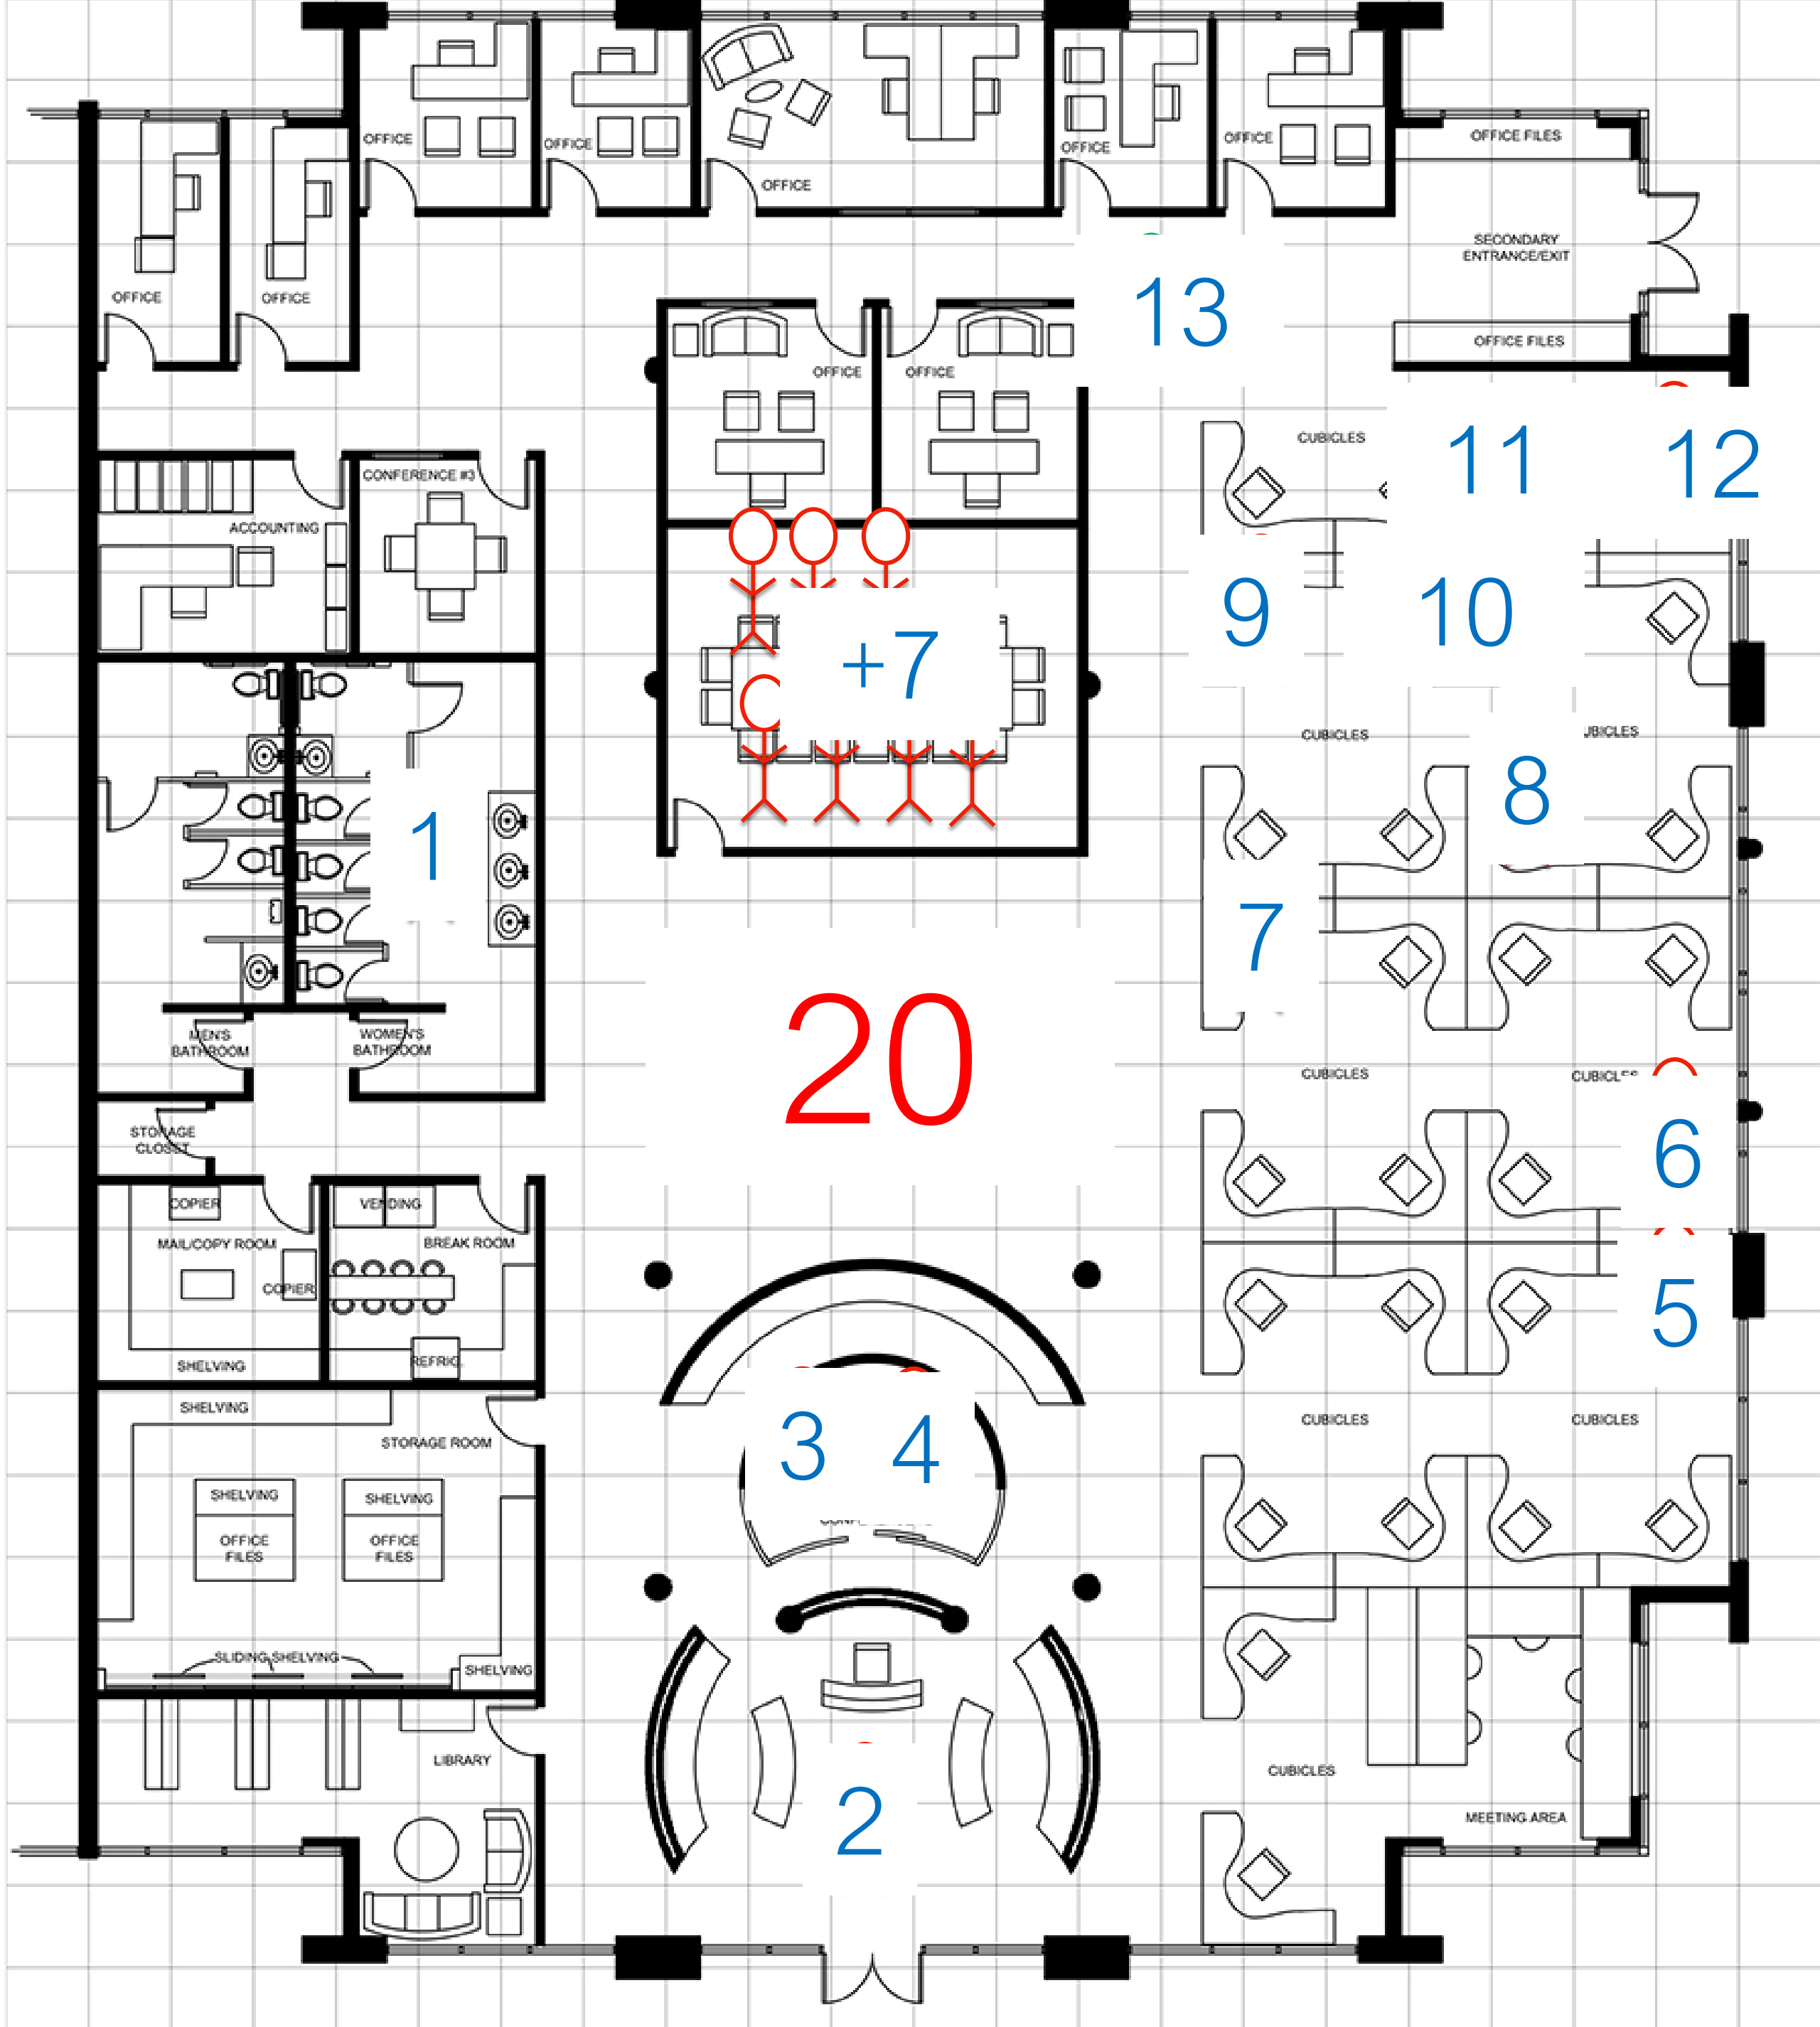 OFFICE
OFFICE
OFFICE
OFFICE
OFFICE
OFFICE FILES
SECONDARY
ENTRANCE/EXIT
OFFICE FILES
OFFICE
OFFICE
13
OFFICE
OFFICE
CUBICLES
11
12
CONFERENCE #3
ACCOUNTING
9
10
+7
CUBICLES
8
1
7
MEN'S
BATHROOM
WOMEN'S
BATHROOM
20
CUBICLES
6
STORAGE
CLOSET
COPIER
VENDING
MAIL/COPY ROOM
BREAK ROOM
COPIER
5
SHELVING
REFRIG.
SHELVING
STORAGE ROOM
3
4
CUBICLES
CUBICLES
SHELVING
SHELVING
OFFICE
FILES
OFFICE
FILES
SLIDING SHELVING
SHELVING
LIBRARY
CUBICLES
2
MEETING AREA